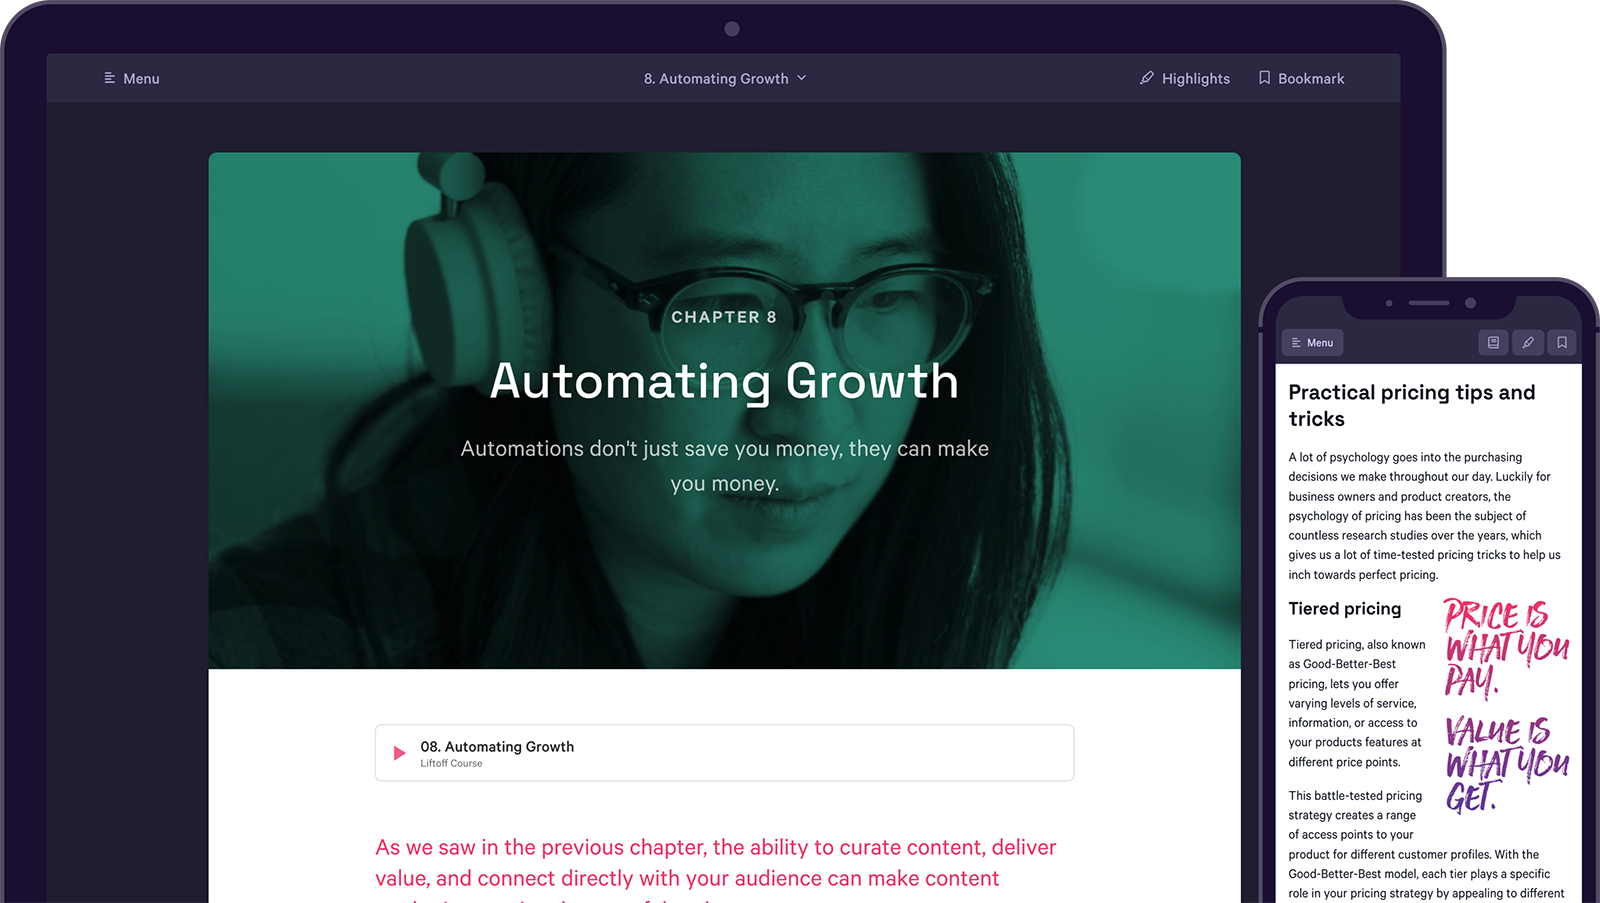 Menu
8. Automating Growth
Highlights
Bookmark
CHAPTER 8
Automating Growth
Automations don't just save you money, they can make
you money.
08. Automating Growth
Liftoff Course
As we saw in the previous chapter, the ability to curate content, deliver
value, and connect directly with your audience can make content
Menu
Practical pricing tips and
tricks
A lot of psychology goes into the purchasing
decisions we make throughout our day. Luckily for
business owners and product creators, the
psychology of pricing has been the subject of
countless research studies over the years, which
gives us a lot of time-tested pricing tricks to help us
inch towards perfect pricing.
Tiered pricing
Tiered pricing, also known
as Good-Better-Best
pricing, lets you offer
varying levels of service,
information, or access to
your products features at
different price points.
PRICE IS
WHAT YOU
PAY.
VALUE IS
WHAT YOU
GET.
This battle-tested pricing
strategy creates a range
of access points to your
product for different customer profiles. With the
Good-Better-Best model, each tier plays a specific
role in your pricing strategy by appealing to different